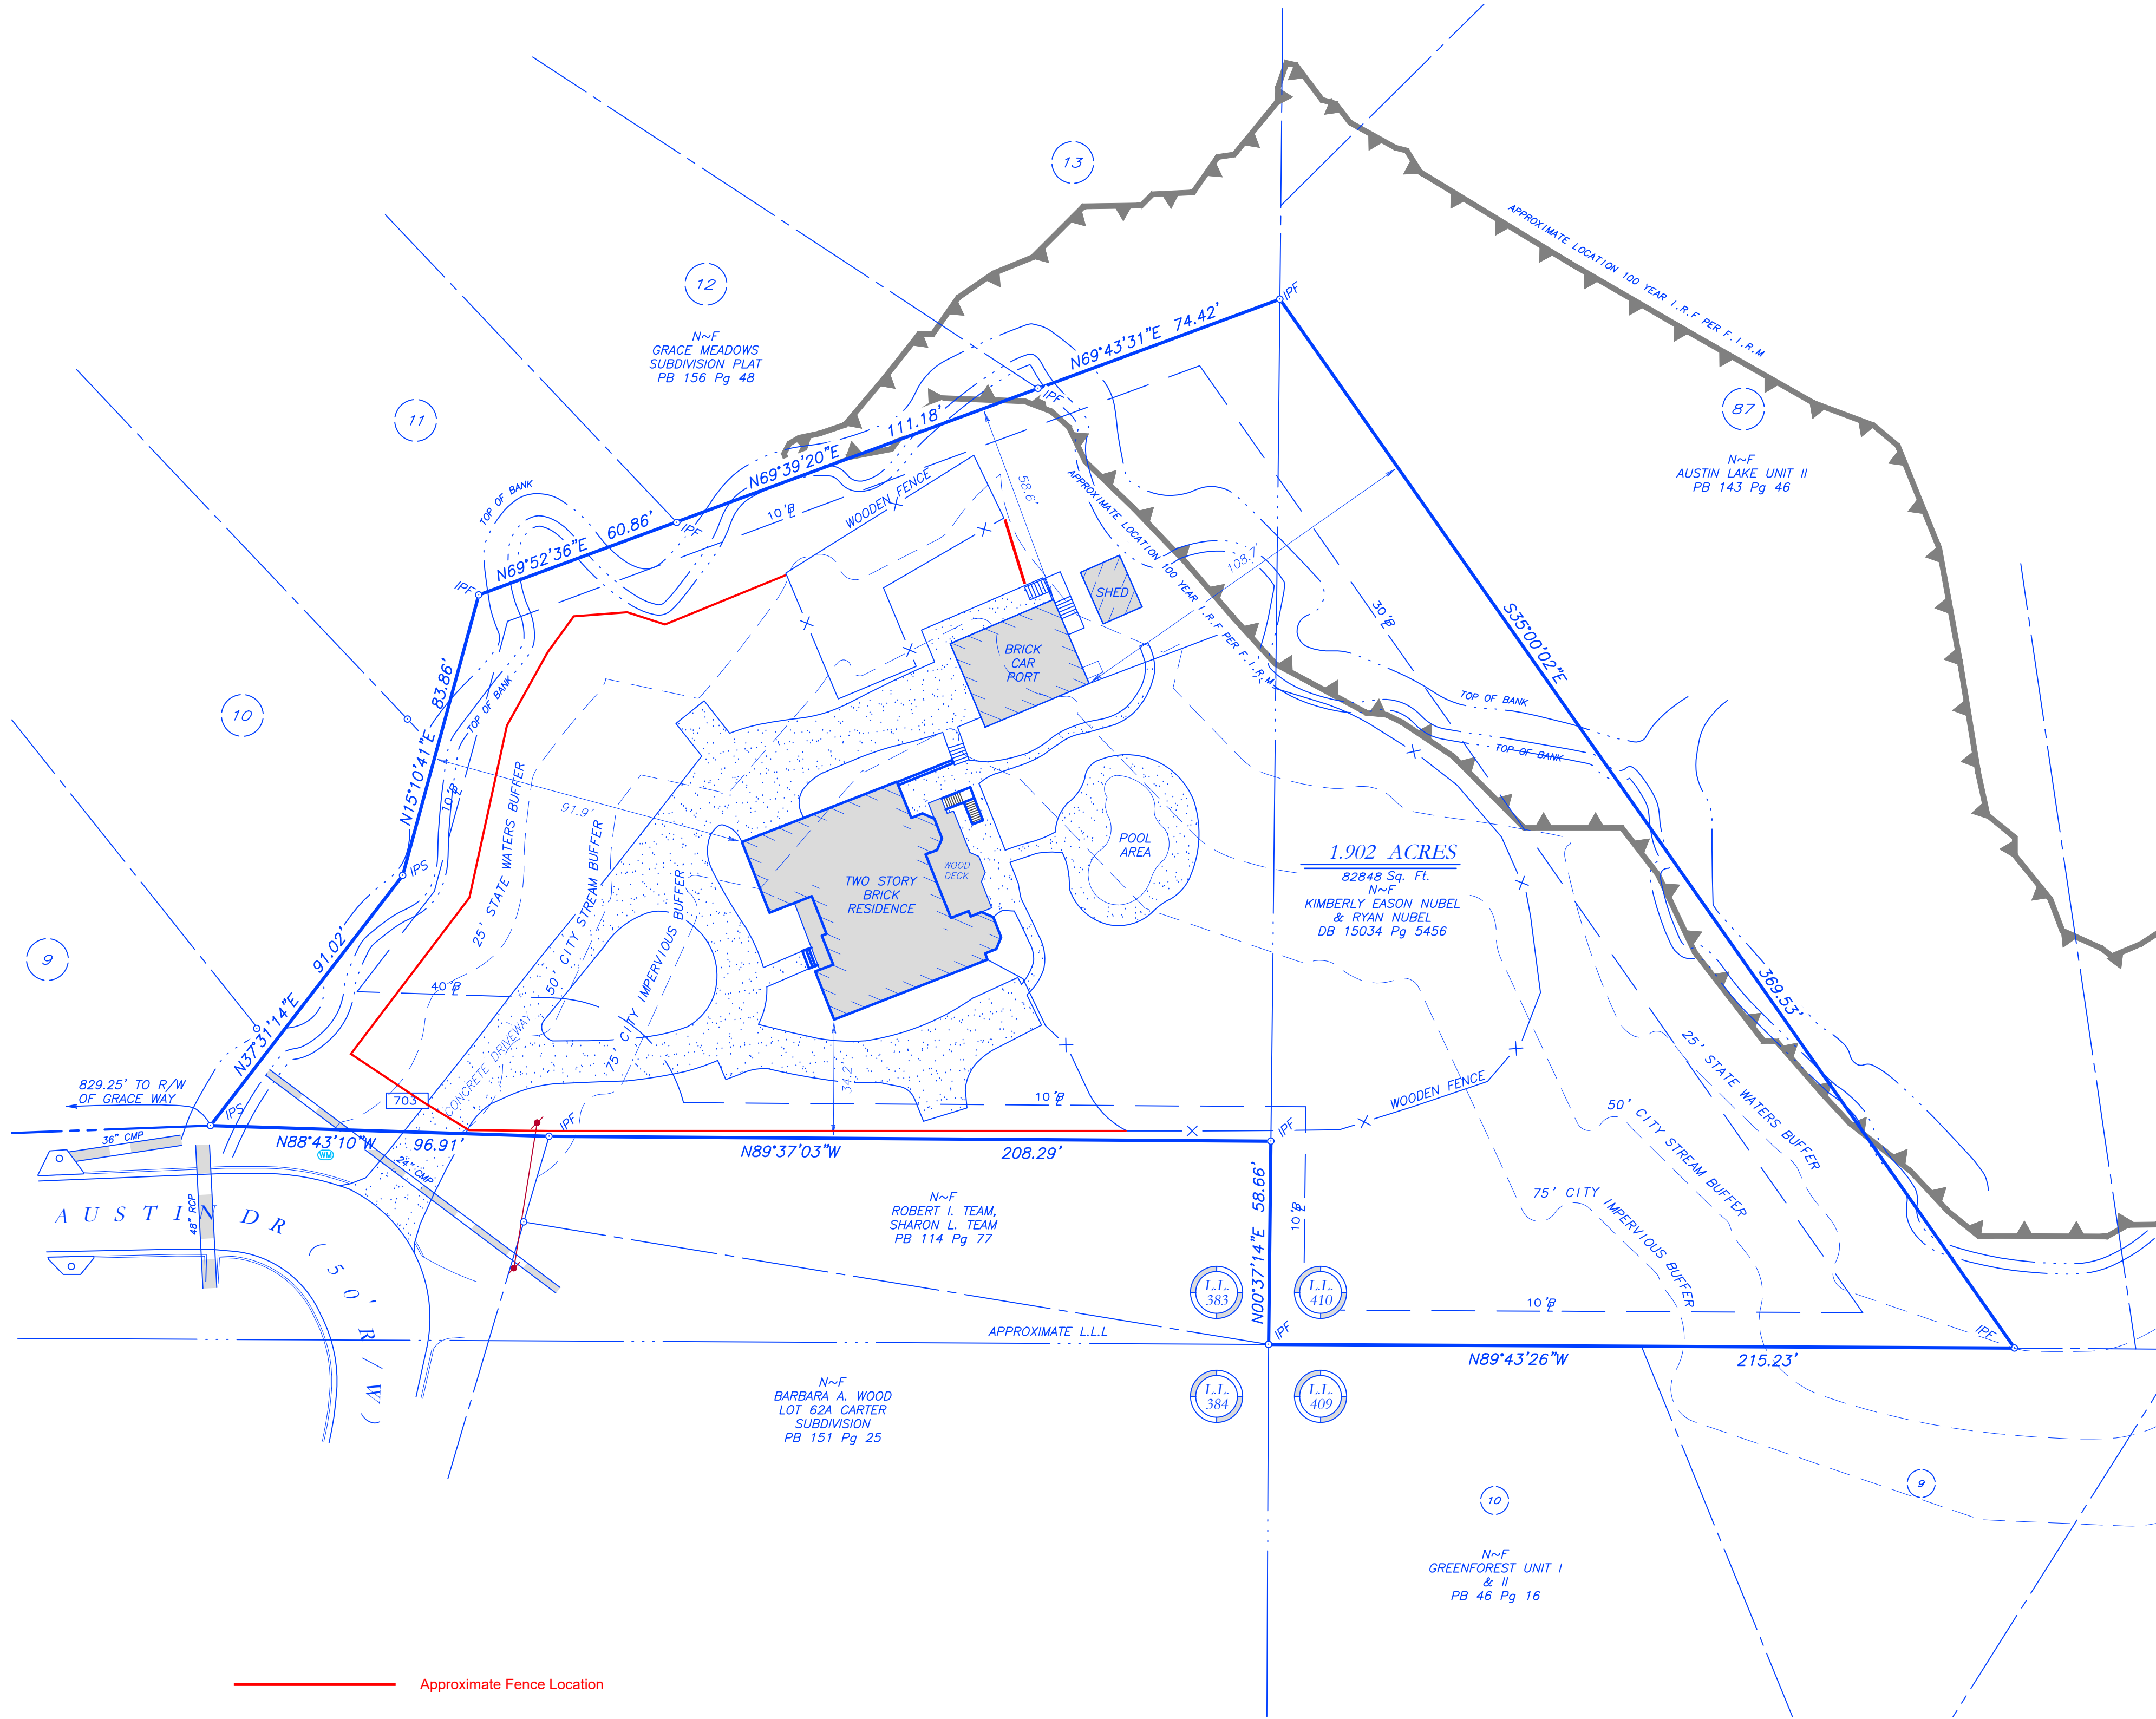 13
APPROXIMATE LOCATION 100 YEAR I.R.F PER F.I.R.M
12
N~F
GRACE MEADOWS
SUBDIVISION PLAT
PB 156 Pg 48
IPF
N69°43'31"E 74.42'
IPF
11
87
N~F
AUSTIN LAKE UNIT II
PB 143 Pg 46
N69°39'20"E 111.18'
WOODEN FENCE
10'
58.6'
TOP OF BANK
IPF
N69°52'36"E 60.86'
IPF
APPROXIMATE LOCATION 100 YEAR I.R.F PER F.I.R.M
108.7'
SHED
30'
S35°00'02"E 369.53'
BRICK
CAR
PORT
10
N15°10'41"E 83.86'
TOP OF BANK
TOP OF BANK
TOP OF BANK
10'
91.9'
25' STATE WATERS BUFFER
50' CITY STREAM BUFFER
75' CITY IMPERVIOUS BUFFER
POOL
AREA
WOOD
DECK
TWO STORY
BRICK
RESIDENCE
1.902 ACRES
82848 Sq. Ft.
N~F
KIMBERLY EASON NUBEL
& RYAN NUBEL
DB 15034 Pg 5456
IPS
9
N37°31'14"E 91.02'
40'
CONCRETE DRIVEWAY
34.2'
703
10'
WOODEN FENCE
25' STATE WATERS BUFFER
50' CITY STREAM BUFFER
75' CITY IMPERVIOUS BUFFER
829.25' TO R/W
OF GRACE WAY
IPS
IPF
IPF
36" CMP
N88°43'10"W 96.91'
WM
24" CMP
N89°37'03"W 208.29'
48" RCP
AUSTIN DR (50' R/W)
N~F
ROBERT I. TEAM,
SHARON L. TEAM
PB 114 Pg 77
N00°37'14"E 58.66'
10'
L.L.
383
L.L.
410
10'
APPROXIMATE L.L.L
IPF
IPF
N89°43'26"W 215.23'
N~F
BARBARA A. WOOD
LOT 62A CARTER
SUBDIVISION
PB 151 Pg 25
L.L.
384
L.L.
409
9
10
N~F
GREENFOREST UNIT I
& II
PB 46 Pg 16
Approximate Fence Location